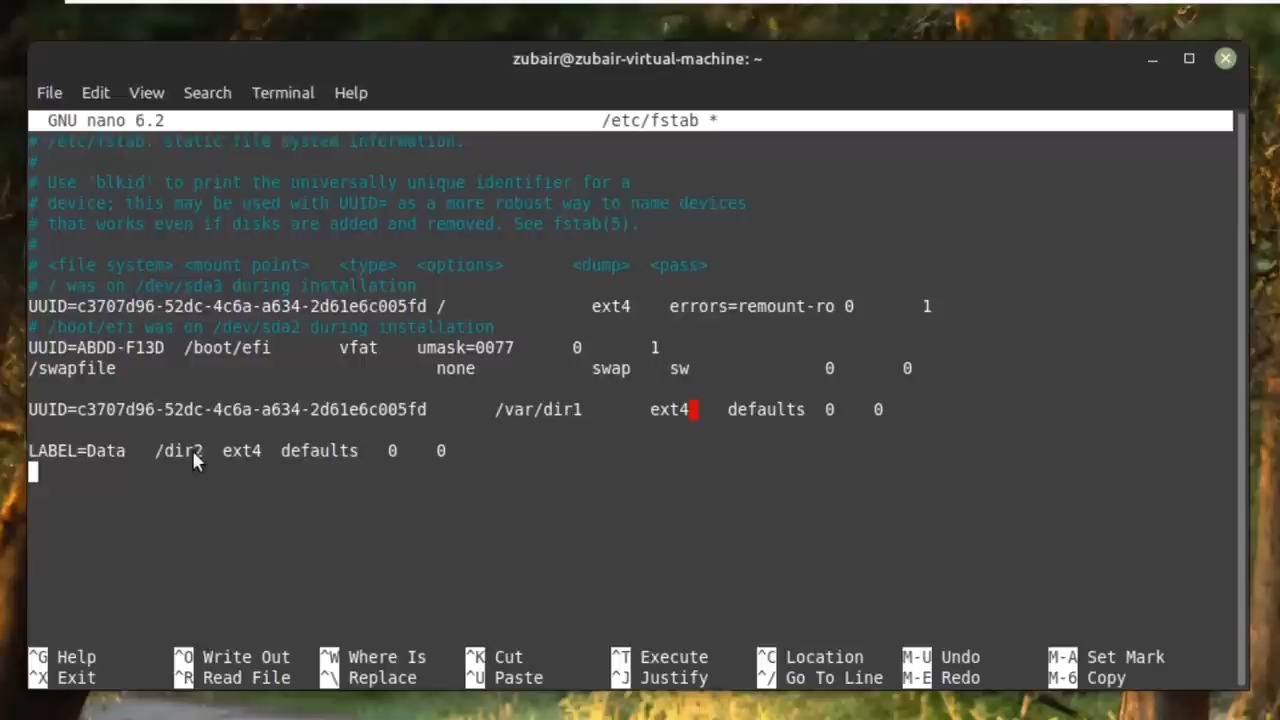 zubair@zubair-virtual-machine: ~
File Edit View Search Terminal Help
GNU nano 6.2 /etc/fstab *
# /etc/fstab: static file system information.
#
# Use 'blkid' to print the universally unique identifier for a
# device; this may be used with UUID= as a more robust way to name devices
# that works even if disks are added and removed. See fstab(5).
#
# <file system> <mount point> <type> <options> <dump> <pass>
# / was on /dev/sda3 during installation
UUID=c3707d96-52dc-4c6a-a634-2d61e6c005fd / ext4 errors=remount-ro 0 1
# /boot/efi was on /dev/sda2 during installation
UUID=ABDD-F13D /boot/efi vfat umask=0077 0 1
/swapfile none swap sw 0 0
UUID=c3707d96-52dc-4c6a-a634-2d61e6c005fd /var/dir1 ext4 defaults 0 0
LABEL=Data /dir2 ext4 defaults 0 0
^G Help ^O Write Out ^W Where Is ^K Cut ^T Execute ^C Location M-U Undo M-A Set Mark
^X Exit ^R Read File ^\ Replace ^U Paste ^J Justify ^/ Go To Line M-E Redo M-6 Copy